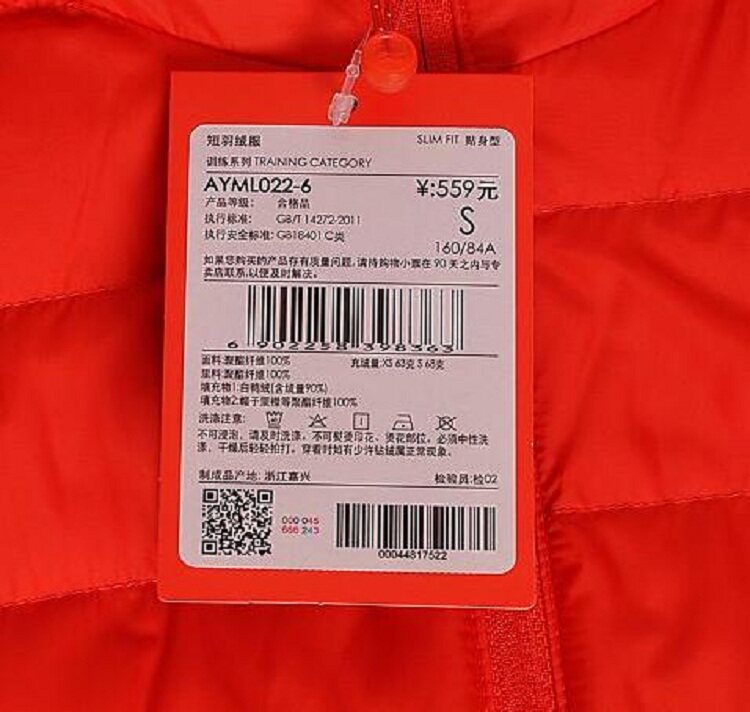 短羽绒服 SLIM FIT 贴身型
训练系列 TRAINING CATEGORY
AYML022-6 ¥:559元
产品等级: 合格品
执行标准: GB/T 14272-2011 S
执行安全标准: GB18401 C类 160/84A
如果您购买的产品存有质量问题,请持购物小票在 90 天之内与专
卖店联系,以便及时解决。
6 902258 398363
面料:聚酯纤维100% 充绒量:XS 63克 S 68克
里料:聚酯纤维100%
填充物1:白鸭绒(含绒量90%)
填充物2:帽子里襟等聚酯纤维100%
洗涤注意:
不可浸泡, 请及时洗涤, 不可熨烫印花、烫花部位, 必须中性洗
涤、干燥后轻轻拍打。穿着时如有少许钻绒属正常现象。
制成品产地: 浙江嘉兴 检验员:检02
000 045
666 243
00044817522